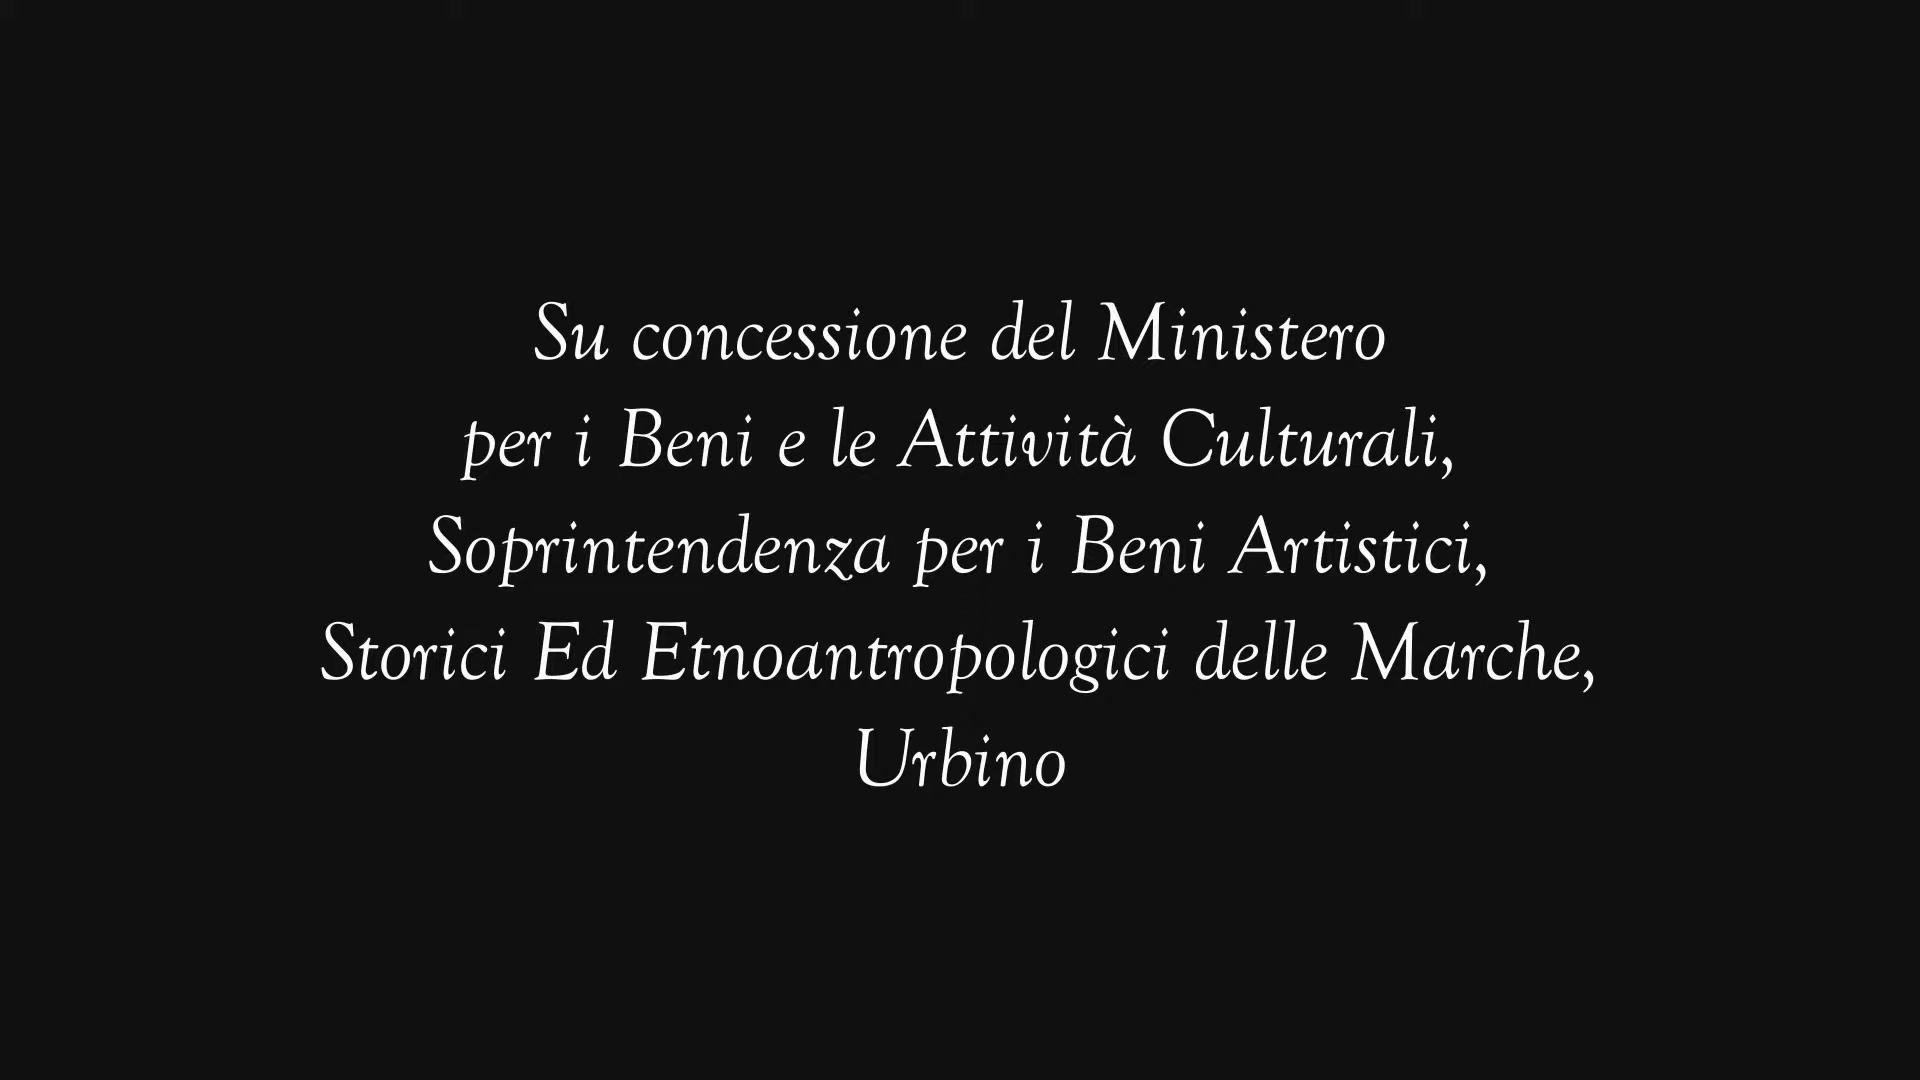 Su concessione del Ministero
per i Beni e le Attività Culturali,
Soprintendenza per i Beni Artistici,
Storici Ed Etnoantropologici delle Marche,
Urbino